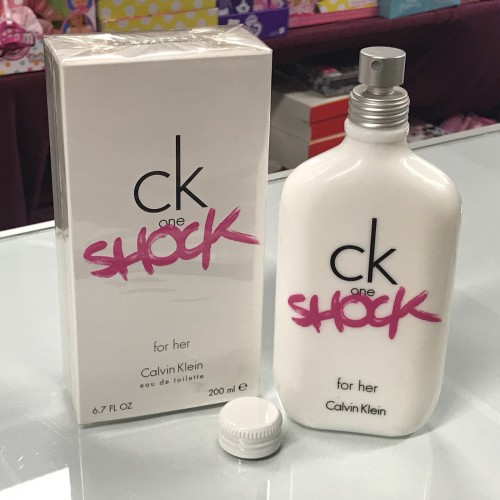 ck
one
SHOCK
for her
Calvin Klein
eau de toilette
6.7 FL OZ 200 ml e
ck
one
SHOCK
for her
Calvin Klein